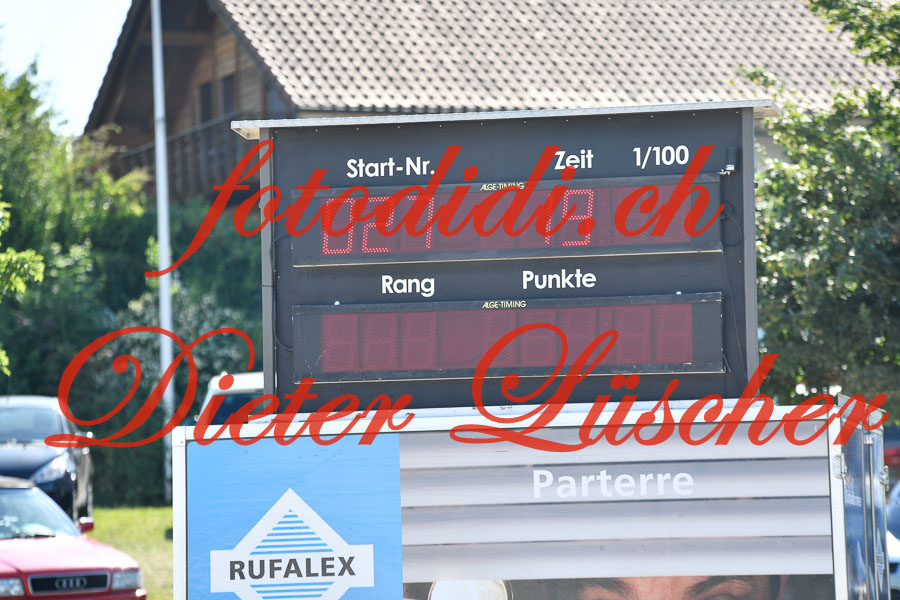 Start-Nr. Zeit 1/100
ALGE-TIMING
fotodidi.ch
Rang Punkte
ALGE-TIMING
Dieter Lüscher
Parterre
RUFALEX